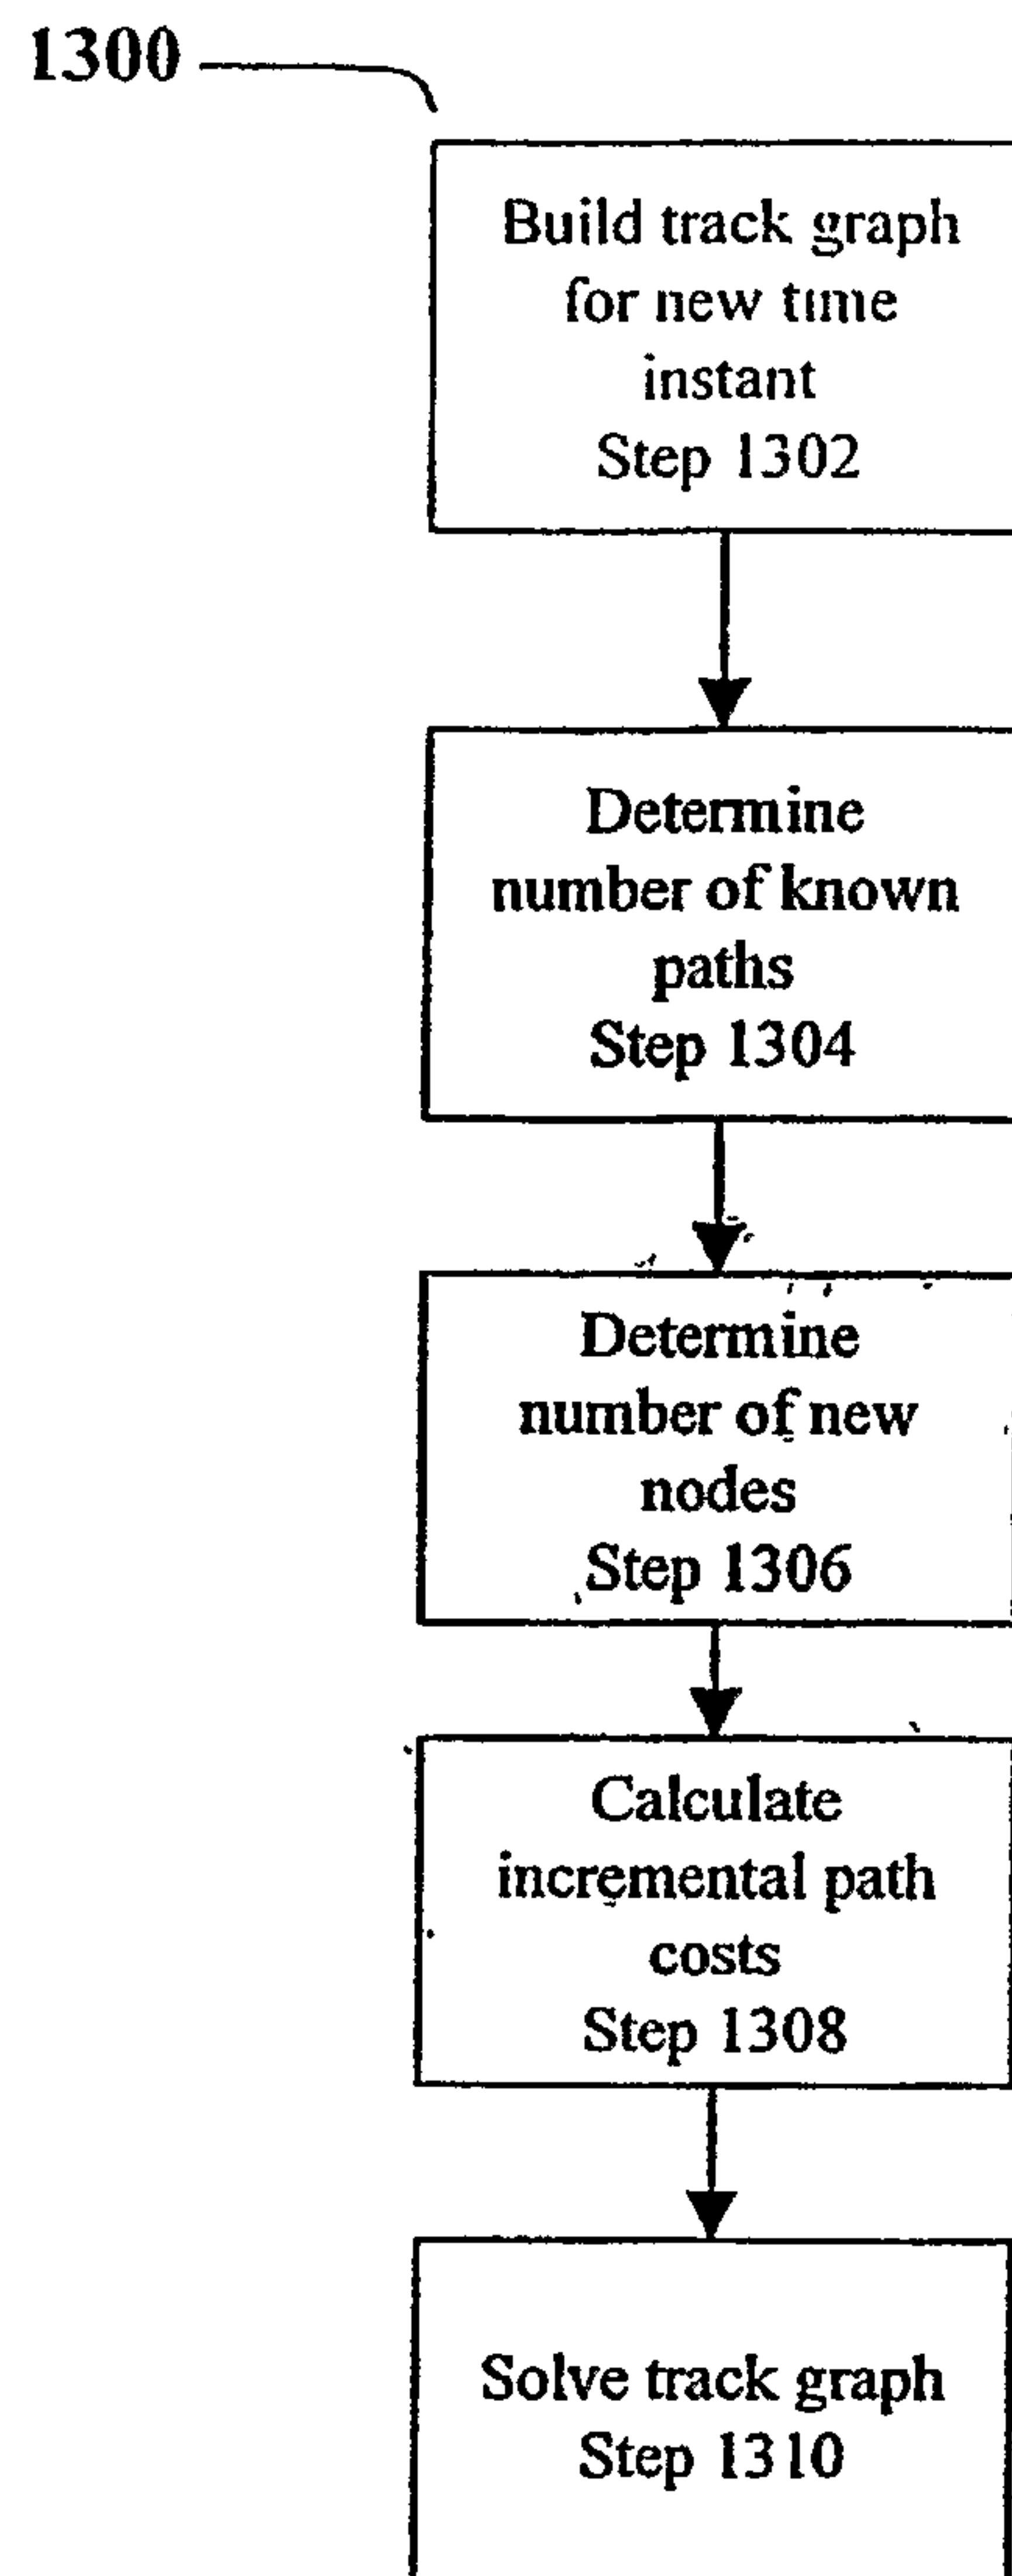 1300
Build track graph
for new time
instant
Step 1302
Determine
number of known
paths
Step 1304
Determine
number of new
nodes
Step 1306
Calculate
incremental path
costs
Step 1308
Solve track graph
Step 1310